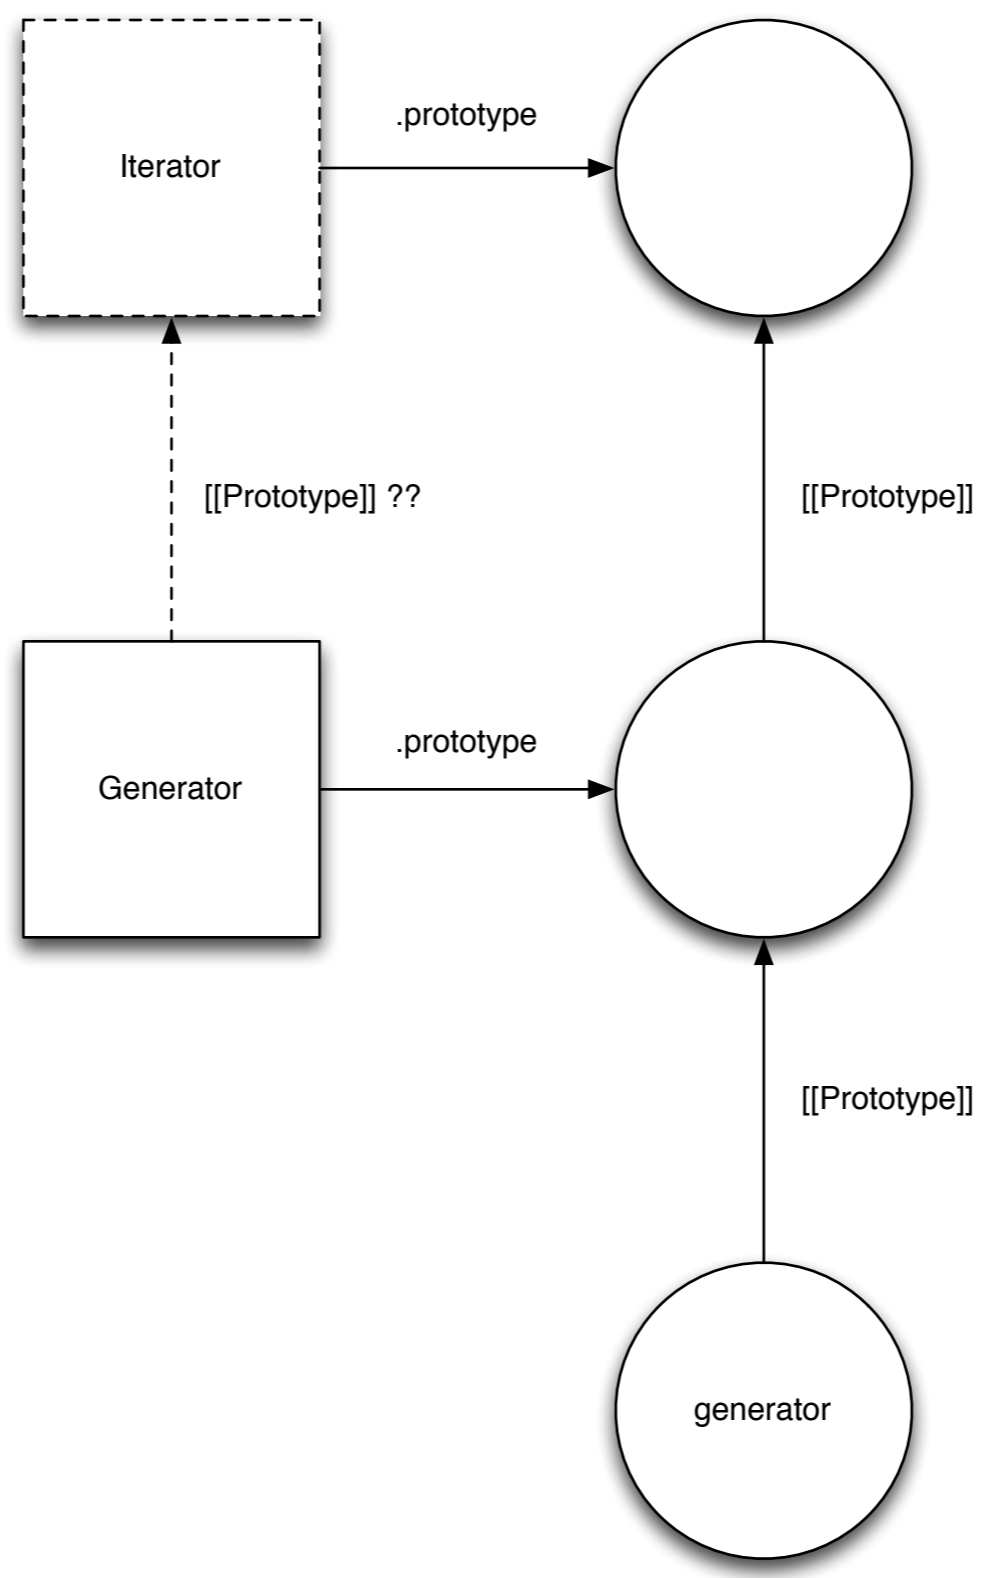 .prototype
Iterator
[[Prototype]] ??
[[Prototype]]
.prototype
Generator
[[Prototype]]
generator